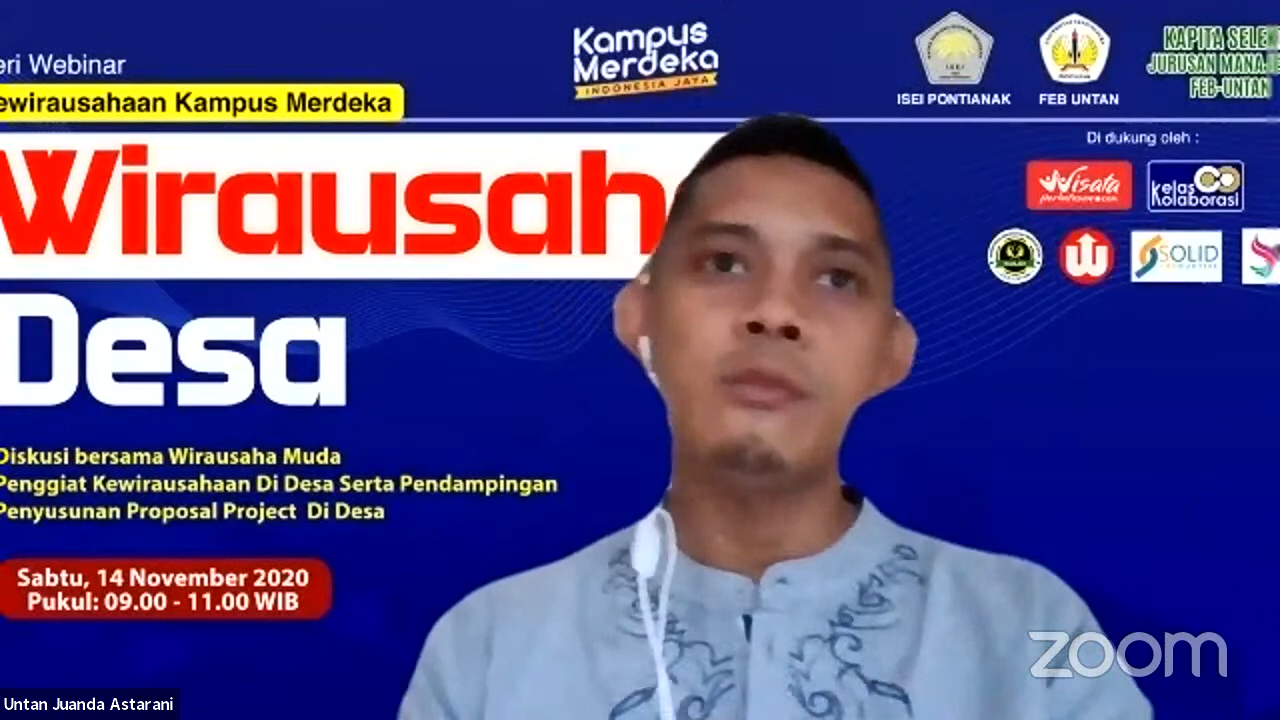 eri Webinar
ewirausahaan Kampus Merdeka
Kampus
Merdeka
INDONESIA JAYA
ISEI PONTIANAK
FEB UNTAN
KAPITA SELE
JURUSAN MANAJE
FEB-UNTAN
Di dukung oleh :
Wisata
kelas
Kolaborasi
SOLID
Wirausah
Desa
Diskusi bersama Wirausaha Muda
Penggiat Kewirausahaan Di Desa Serta Pendampingan
Penyusunan Proposal Project Di Desa
Sabtu, 14 November 2020
Pukul: 09.00 - 11.00 WIB
zoom
Untan Juanda Astarani